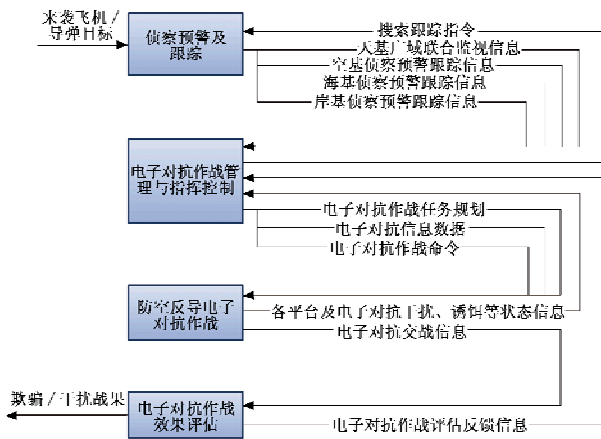 来袭飞机/
导弹目标
侦察预警及
跟踪
搜索跟踪指令
天基广域联合监视信息
空基侦察预警跟踪信息
海基侦察预警跟踪信息
岸基侦察预警跟踪信息
电子对抗作战管
理与指挥控制
电子对抗作战任务规划
电子对抗信息数据
电子对抗作战命令
防空反导电子
对抗作战
各平台及电子对抗干扰、诱饵等状态信息
电子对抗交战信息
欺骗/干扰战果
电子对抗作战
效果评估
电子对抗作战评估反馈信息